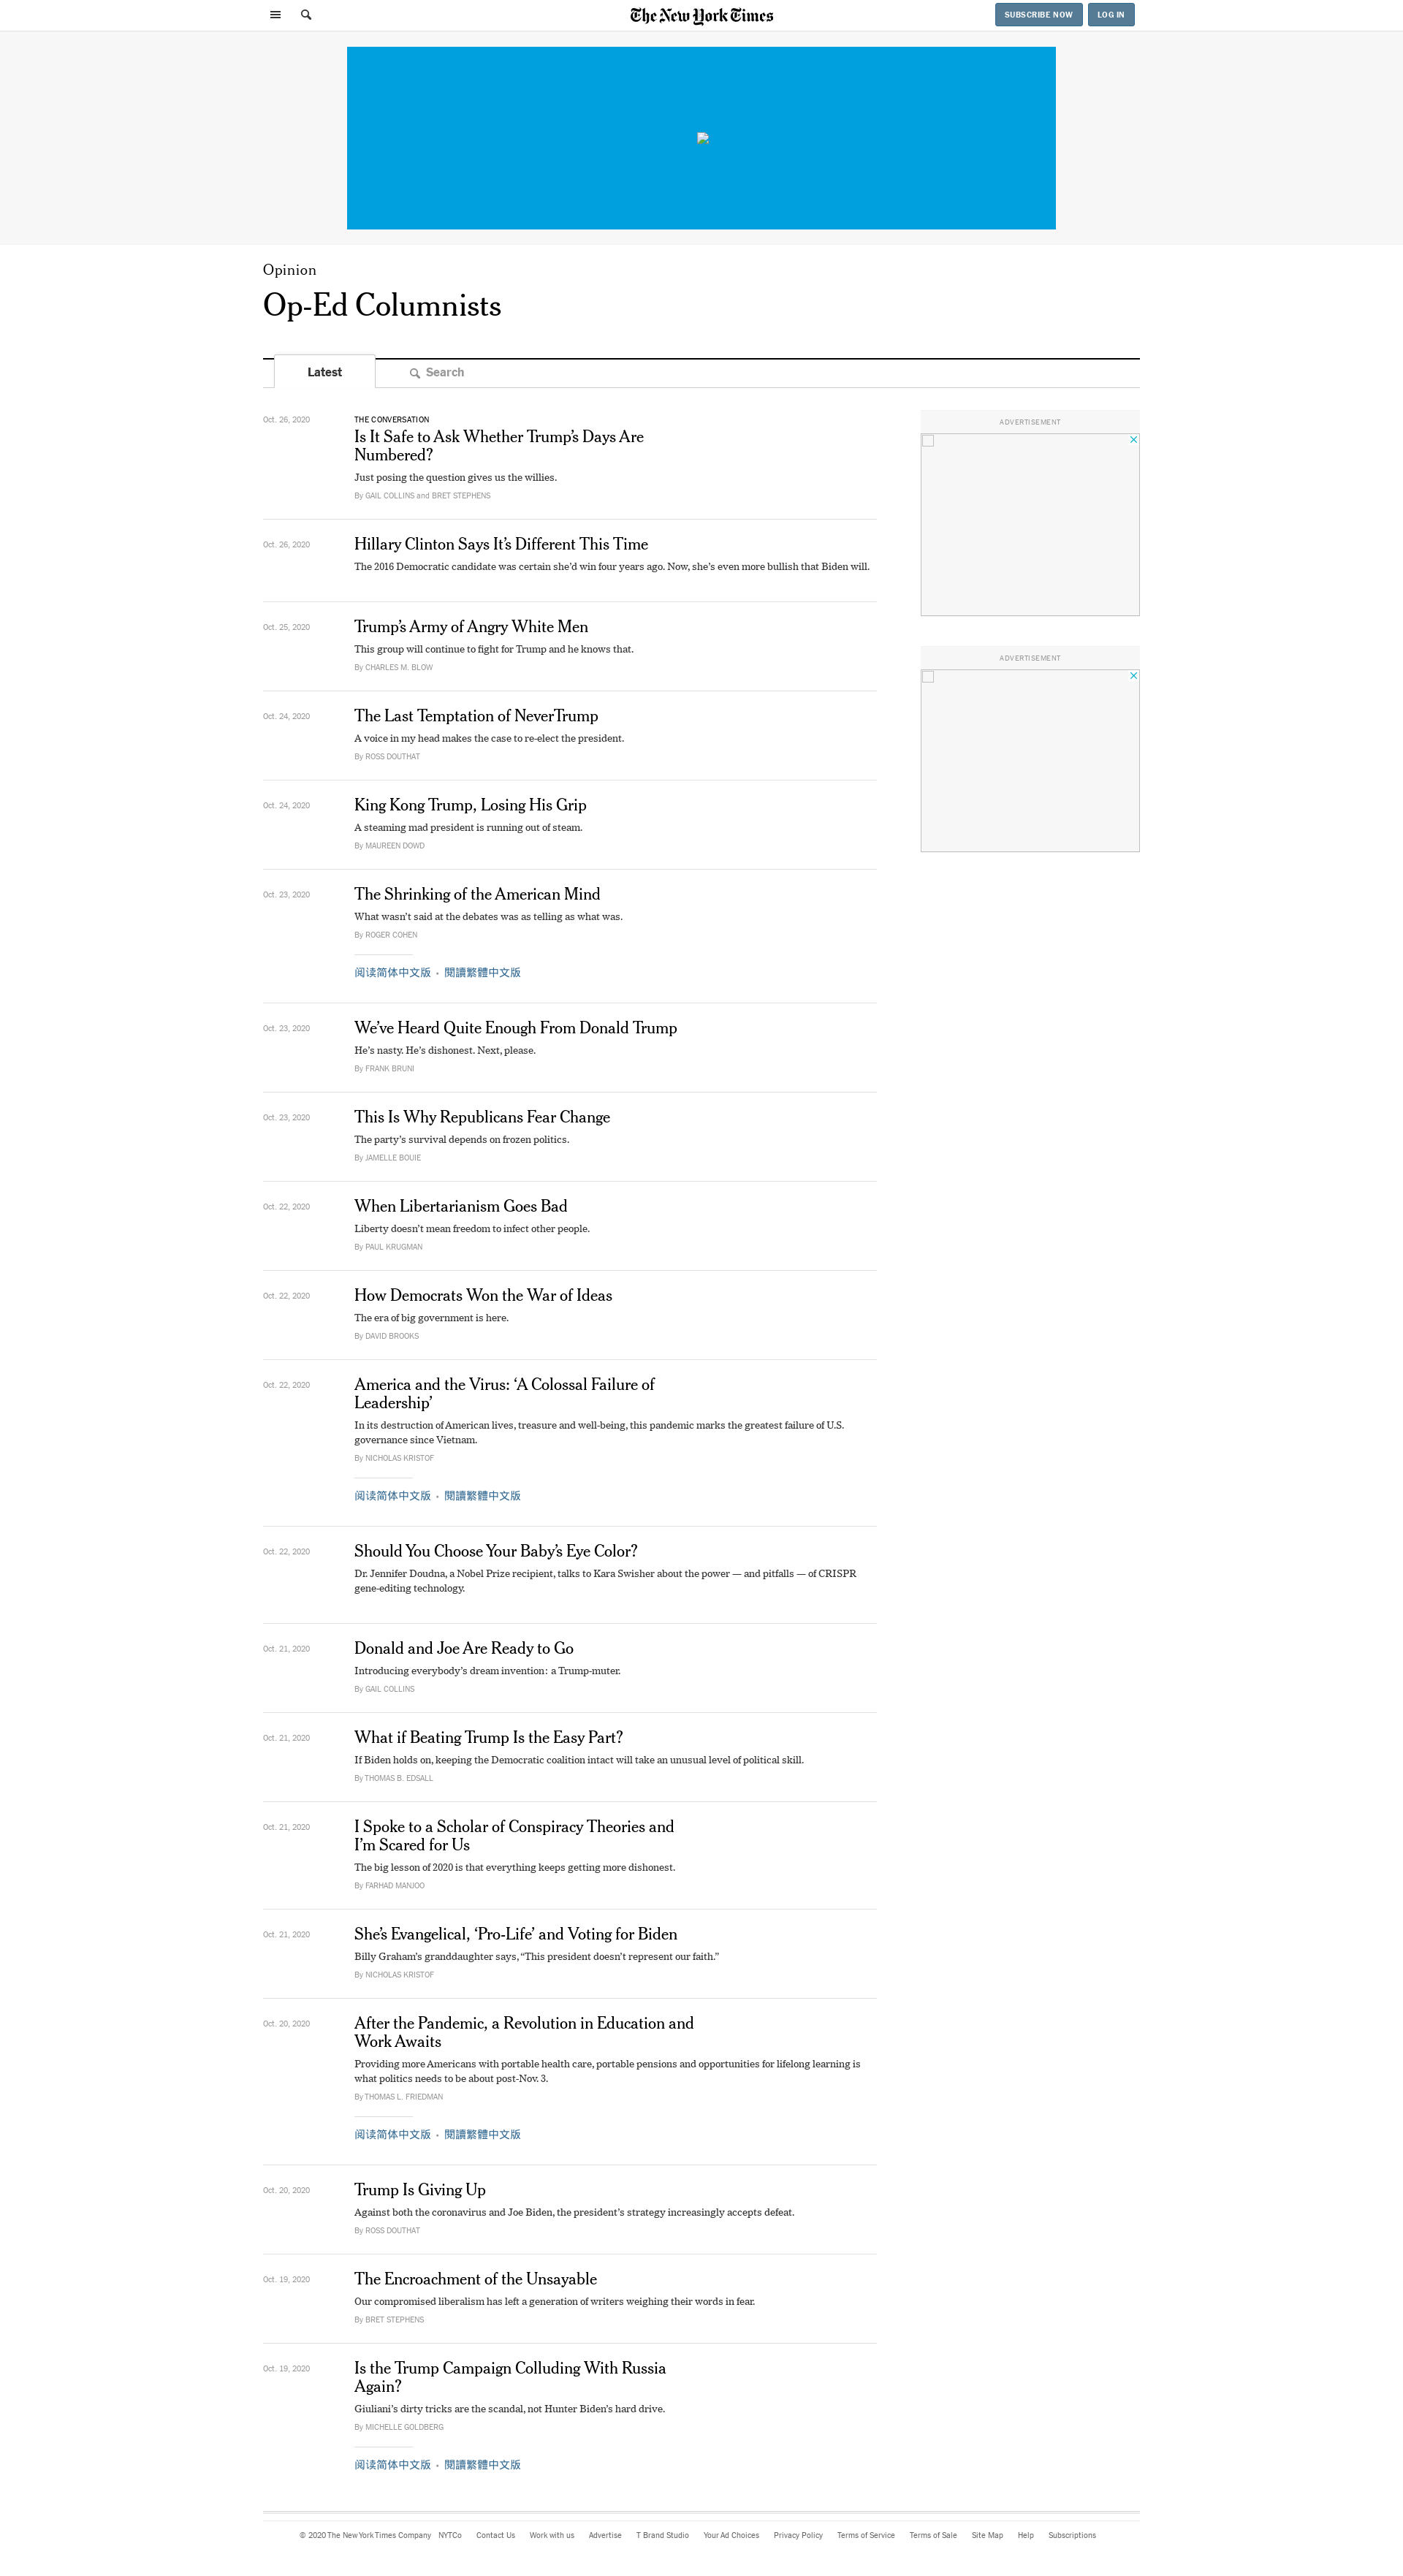 The New York Times
SUBSCRIBE NOW
LOG IN
Opinion
Op-Ed Columnists
Latest
Search
Oct. 26, 2020
THE CONVERSATION
Is It Safe to Ask Whether Trump’s Days Are
Numbered?
Just posing the question gives us the willies.
By GAIL COLLINS and BRET STEPHENS
ADVERTISEMENT
Oct. 26, 2020
Hillary Clinton Says It’s Different This Time
The 2016 Democratic candidate was certain she’d win four years ago. Now, she’s even more bullish that Biden will.
Oct. 25, 2020
Trump’s Army of Angry White Men
This group will continue to fight for Trump and he knows that.
By CHARLES M. BLOW
ADVERTISEMENT
Oct. 24, 2020
The Last Temptation of NeverTrump
A voice in my head makes the case to re-elect the president.
By ROSS DOUTHAT
Oct. 24, 2020
King Kong Trump, Losing His Grip
A steaming mad president is running out of steam.
By MAUREEN DOWD
Oct. 23, 2020
The Shrinking of the American Mind
What wasn’t said at the debates was as telling as what was.
By ROGER COHEN
阅读简体中文版 • 閱讀繁體中文版
Oct. 23, 2020
We’ve Heard Quite Enough From Donald Trump
He’s nasty. He’s dishonest. Next, please.
By FRANK BRUNI
Oct. 23, 2020
This Is Why Republicans Fear Change
The party’s survival depends on frozen politics.
By JAMELLE BOUIE
Oct. 22, 2020
When Libertarianism Goes Bad
Liberty doesn’t mean freedom to infect other people.
By PAUL KRUGMAN
Oct. 22, 2020
How Democrats Won the War of Ideas
The era of big government is here.
By DAVID BROOKS
Oct. 22, 2020
America and the Virus: ‘A Colossal Failure of
Leadership’
In its destruction of American lives, treasure and well-being, this pandemic marks the greatest failure of U.S.
governance since Vietnam.
By NICHOLAS KRISTOF
阅读简体中文版 • 閱讀繁體中文版
Oct. 22, 2020
Should You Choose Your Baby’s Eye Color?
Dr. Jennifer Doudna, a Nobel Prize recipient, talks to Kara Swisher about the power — and pitfalls — of CRISPR
gene-editing technology.
Oct. 21, 2020
Donald and Joe Are Ready to Go
Introducing everybody’s dream invention: a Trump-muter.
By GAIL COLLINS
Oct. 21, 2020
What if Beating Trump Is the Easy Part?
If Biden holds on, keeping the Democratic coalition intact will take an unusual level of political skill.
By THOMAS B. EDSALL
Oct. 21, 2020
I Spoke to a Scholar of Conspiracy Theories and
I’m Scared for Us
The big lesson of 2020 is that everything keeps getting more dishonest.
By FARHAD MANJOO
Oct. 21, 2020
She’s Evangelical, ‘Pro-Life’ and Voting for Biden
Billy Graham’s granddaughter says, “This president doesn’t represent our faith.”
By NICHOLAS KRISTOF
Oct. 20, 2020
After the Pandemic, a Revolution in Education and
Work Awaits
Providing more Americans with portable health care, portable pensions and opportunities for lifelong learning is
what politics needs to be about post-Nov. 3.
By THOMAS L. FRIEDMAN
阅读简体中文版 • 閱讀繁體中文版
Oct. 20, 2020
Trump Is Giving Up
Against both the coronavirus and Joe Biden, the president’s strategy increasingly accepts defeat.
By ROSS DOUTHAT
Oct. 19, 2020
The Encroachment of the Unsayable
Our compromised liberalism has left a generation of writers weighing their words in fear.
By BRET STEPHENS
Oct. 19, 2020
Is the Trump Campaign Colluding With Russia
Again?
Giuliani’s dirty tricks are the scandal, not Hunter Biden’s hard drive.
By MICHELLE GOLDBERG
阅读简体中文版 • 閱讀繁體中文版
© 2020 The New York Times Company NYTCo Contact Us Work with us Advertise T Brand Studio Your Ad Choices Privacy Policy Terms of Service Terms of Sale Site Map Help Subscriptions